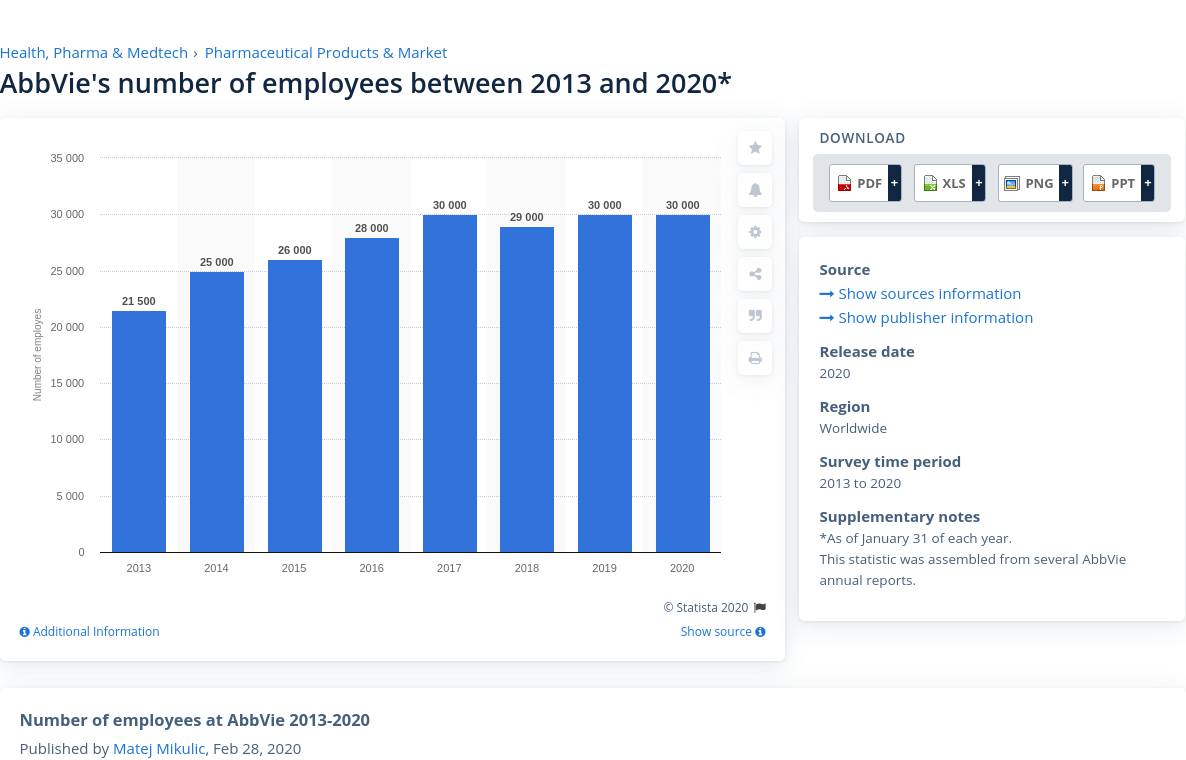 Health, Pharma & Medtech › Pharmaceutical Products & Market
AbbVie's number of employees between 2013 and 2020*
35 000
30 000
25 000
20 000
15 000
10 000
5 000
0
Number of employes
21 500
25 000
26 000
28 000
30 000
29 000
30 000
30 000
2013
2014
2015
2016
2017
2018
2019
2020
© Statista 2020
Additional Information
Show source
DOWNLOAD
PDF +
XLS +
PNG +
PPT +
Source
Show sources information
Show publisher information
Release date
2020
Region
Worldwide
Survey time period
2013 to 2020
Supplementary notes
*As of January 31 of each year.
This statistic was assembled from several AbbVie
annual reports.
Number of employees at AbbVie 2013-2020
Published by Matej Mikulic, Feb 28, 2020